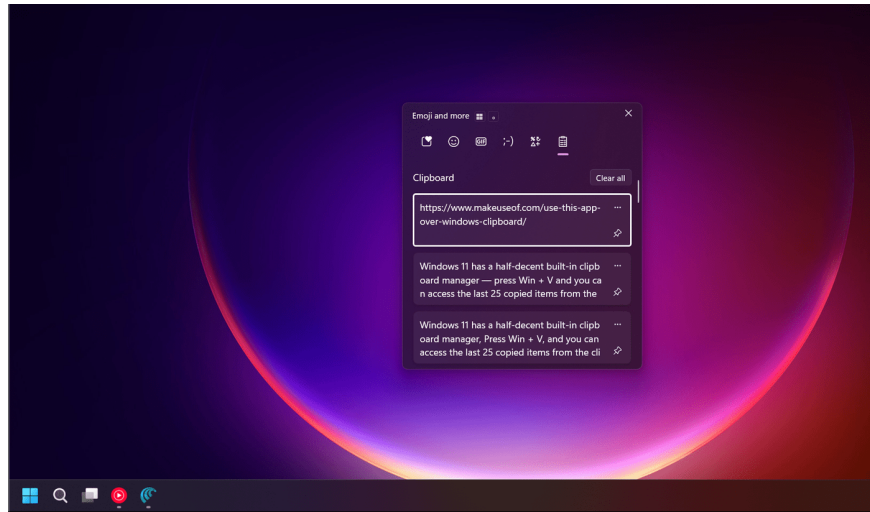 Emoji and more
GIF
;-)
Clipboard
Clear all
https://www.makeuseof.com/use-this-app-
over-windows-clipboard/
Windows 11 has a half-decent built-in clipb
oard manager — press Win + V and you ca
n access the last 25 copied items from the
Windows 11 has a half-decent built-in clipb
oard manager, Press Win + V, and you can
access the last 25 copied items from the cli